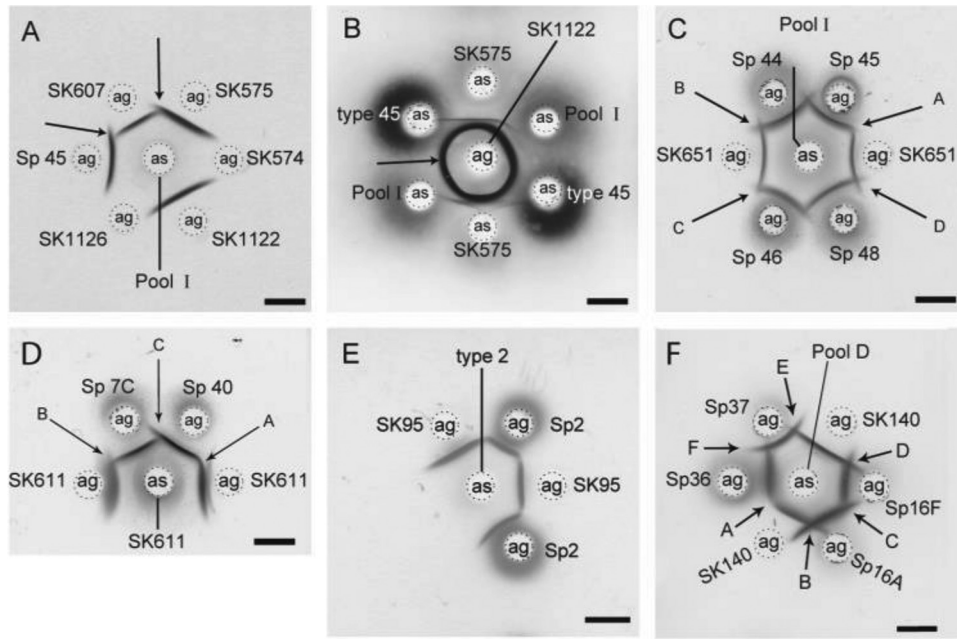 A
SK607
ag
ag
SK575
Sp 45
ag
as
ag
SK574
ag
ag
SK1126
SK1122
Pool I
B
SK1122
SK575
as
type 45
as
as
Pool I
ag
Pool I
as
as
type 45
as
SK575
C
Pool I
Sp 44
Sp 45
B
ag
ag
A
SK651
ag
as
ag
SK651
C
ag
ag
D
Sp 46
Sp 48
D
C
Sp 7C
Sp 40
B
ag
ag
A
SK611
ag
as
ag
SK611
SK611
E
type 2
SK95
ag
ag
Sp2
as
ag
SK95
ag
Sp2
F
Pool D
E
Sp37
ag
ag
SK140
F
D
Sp36
ag
as
ag
Sp16F
A
C
ag
ag
SK140
B
Sp16A